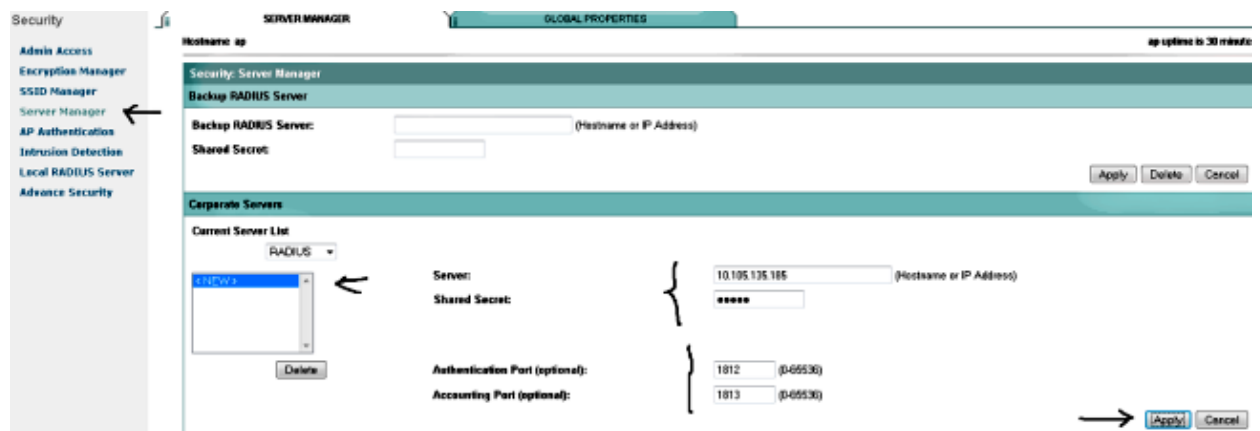 Security
SERVER MANAGER
GLOBAL PROPERTIES
Hostname ap
ap uptime is 30 minute
Admin Access
Encryption Manager
SSID Manager
Server Manager
AP Authentication
Intrusion Detection
Local RADIUS Server
Advance Security
Security: Server Manager
Backup RADIUS Server
Backup RADIUS Server: (Hostname or IP Address)
Shared Secret:
Apply Delete Cancel
Corporate Servers
Current Server List
RADIUS
<NEW>
Delete
Server: 10.105.135.185 (Hostname or IP Address)
Shared Secret: •••••
Authentication Port (optional): 1812 (0-65536)
Accounting Port (optional): 1813 (0-65536)
Apply Cancel